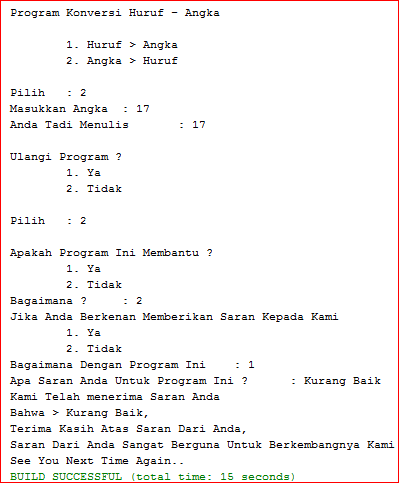 Program Konversi Huruf - Angka
1. Huruf > Angka
2. Angka > Huruf
Pilih : 2
Masukkan Angka : 17
Anda Tadi Menulis : 17
Ulangi Program ?
1. Ya
2. Tidak
Pilih : 2
Apakah Program Ini Membantu ?
1. Ya
2. Tidak
Bagaimana ? : 2
Jika Anda Berkenan Memberikan Saran Kepada Kami
1. Ya
2. Tidak
Bagaimana Dengan Program Ini : 1
Apa Saran Anda Untuk Program Ini ? : Kurang Baik
Kami Telah menerima Saran Anda
Bahwa > Kurang Baik,
Terima Kasih Atas Saran Dari Anda,
Saran Dari Anda Sangat Berguna Untuk Berkembangnya Kami
See You Next Time Again..
BUILD SUCCESSFUL (total time: 15 seconds)